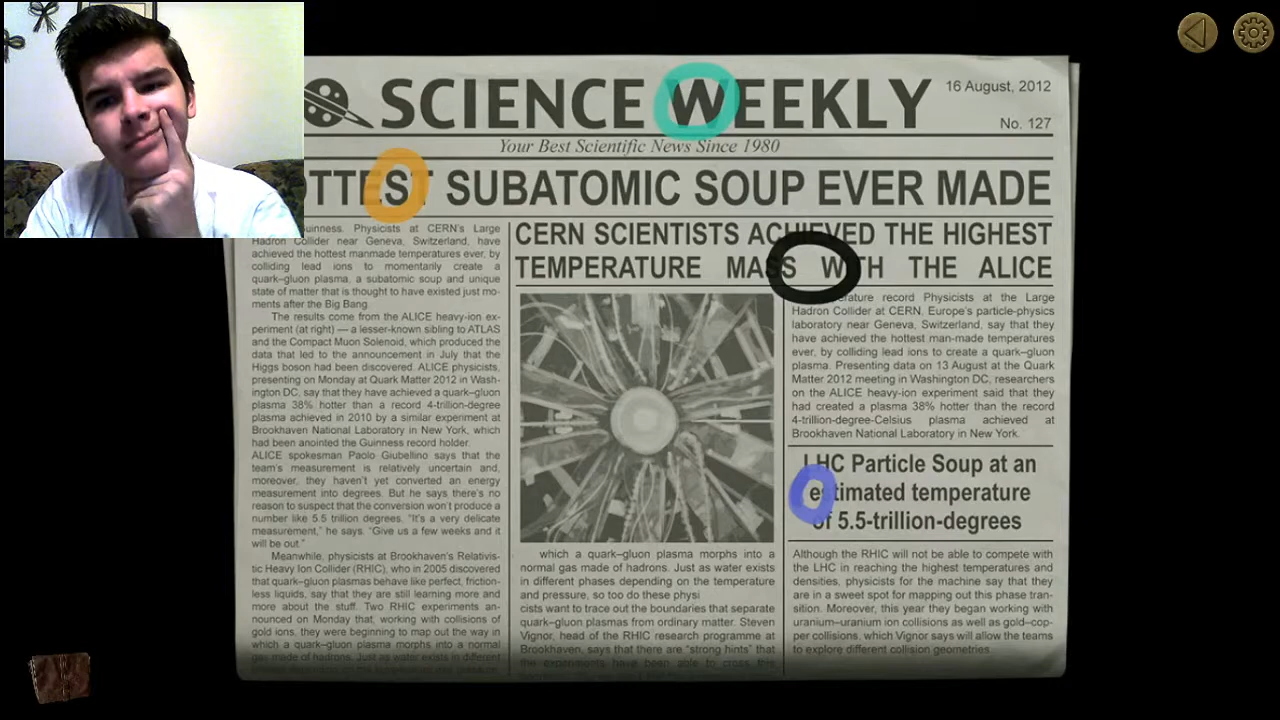 SCIENCE WEEKLY
16 August, 2012
No. 127
Your Best Scientific News Since 1980
TTEST SUBATOMIC SOUP EVER MADE
Guinness. Physicists at CERN's Large
Hadron Collider near Geneva, Switzerland, have
achieved the hottest manmade temperatures ever, by
colliding lead ions to momentarily create a
quark–gluon plasma, a subatomic soup and unique
state of matter that is thought to have existed just mo-
ments after the Big Bang.
The results come from the ALICE heavy-ion ex-
periment (at right) — a lesser-known sibling to ATLAS
and the Compact Muon Solenoid, which produced the
data that led to the announcement in July that the
Higgs boson had been discovered. ALICE physicists,
presenting on Monday at Quark Matter 2012 in Wash-
ington DC, say that they have achieved a quark–gluon
plasma 38% hotter than a record 4-trillion-degree
plasma achieved in 2010 by a similar experiment at
Brookhaven National Laboratory in New York, which
had been anointed the Guinness record holder.
ALICE spokesman Paolo Giubellino says that the
team's measurement is relatively uncertain and,
moreover, they haven't yet converted an energy
measurement into degrees. But he says there's no
reason to suspect that the conversion won't produce a
number like 5.5 trillion degrees. "It's a very delicate
measurement," he says. "Give us a few weeks and it
will be out."
Meanwhile, physicists at Brookhaven's Relativis-
tic Heavy Ion Collider (RHIC), who in 2005 discovered
that quark–gluon plasmas behave like perfect, friction-
less liquids, say that they are still learning more and
more about the stuff. Two RHIC experiments an-
nounced on Monday that, working with collisions of
gold ions, they were beginning to map out the way in
which a quark–gluon plasma morphs into a normal
gas made of hadrons. Just as water exists in different
CERN SCIENTISTS ACHIEVED THE HIGHEST
TEMPERATURE MASS WITH THE ALICE
which a quark–gluon plasma morphs into a
normal gas made of hadrons. Just as water exists
in different phases depending on the temperature
and pressure, so too do these physi
cists want to trace out the boundaries that separate
quark–gluon plasmas from ordinary matter. Steven
Vignor, head of the RHIC research programme at
Brookhaven, says that there are "strong hints" that
the experiments have been able to cross this
erature record Physicists at the Large
Hadron Collider at CERN, Europe's particle-physics
laboratory near Geneva, Switzerland, say that they
have achieved the hottest man-made temperatures
ever, by colliding lead ions to create a quark–gluon
plasma. Presenting data on 13 August at the Quark
Matter 2012 meeting in Washington DC, researchers
on the ALICE heavy-ion experiment said that they
had created a plasma 38% hotter than the record
4-trillion-degree-Celsius plasma achieved at
Brookhaven National Laboratory in New York.
LHC Particle Soup at an
estimated temperature
of 5.5-trillion-degrees
Although the RHIC will not be able to compete with
the LHC in reaching the highest temperatures and
densities, physicists for the machine say that they
are in a sweet spot for mapping out this phase tran-
sition. Moreover, this year they began working with
uranium–uranium ion collisions as well as gold–cop-
per collisions, which Vignor says will allow the teams
to explore different collision geometries.